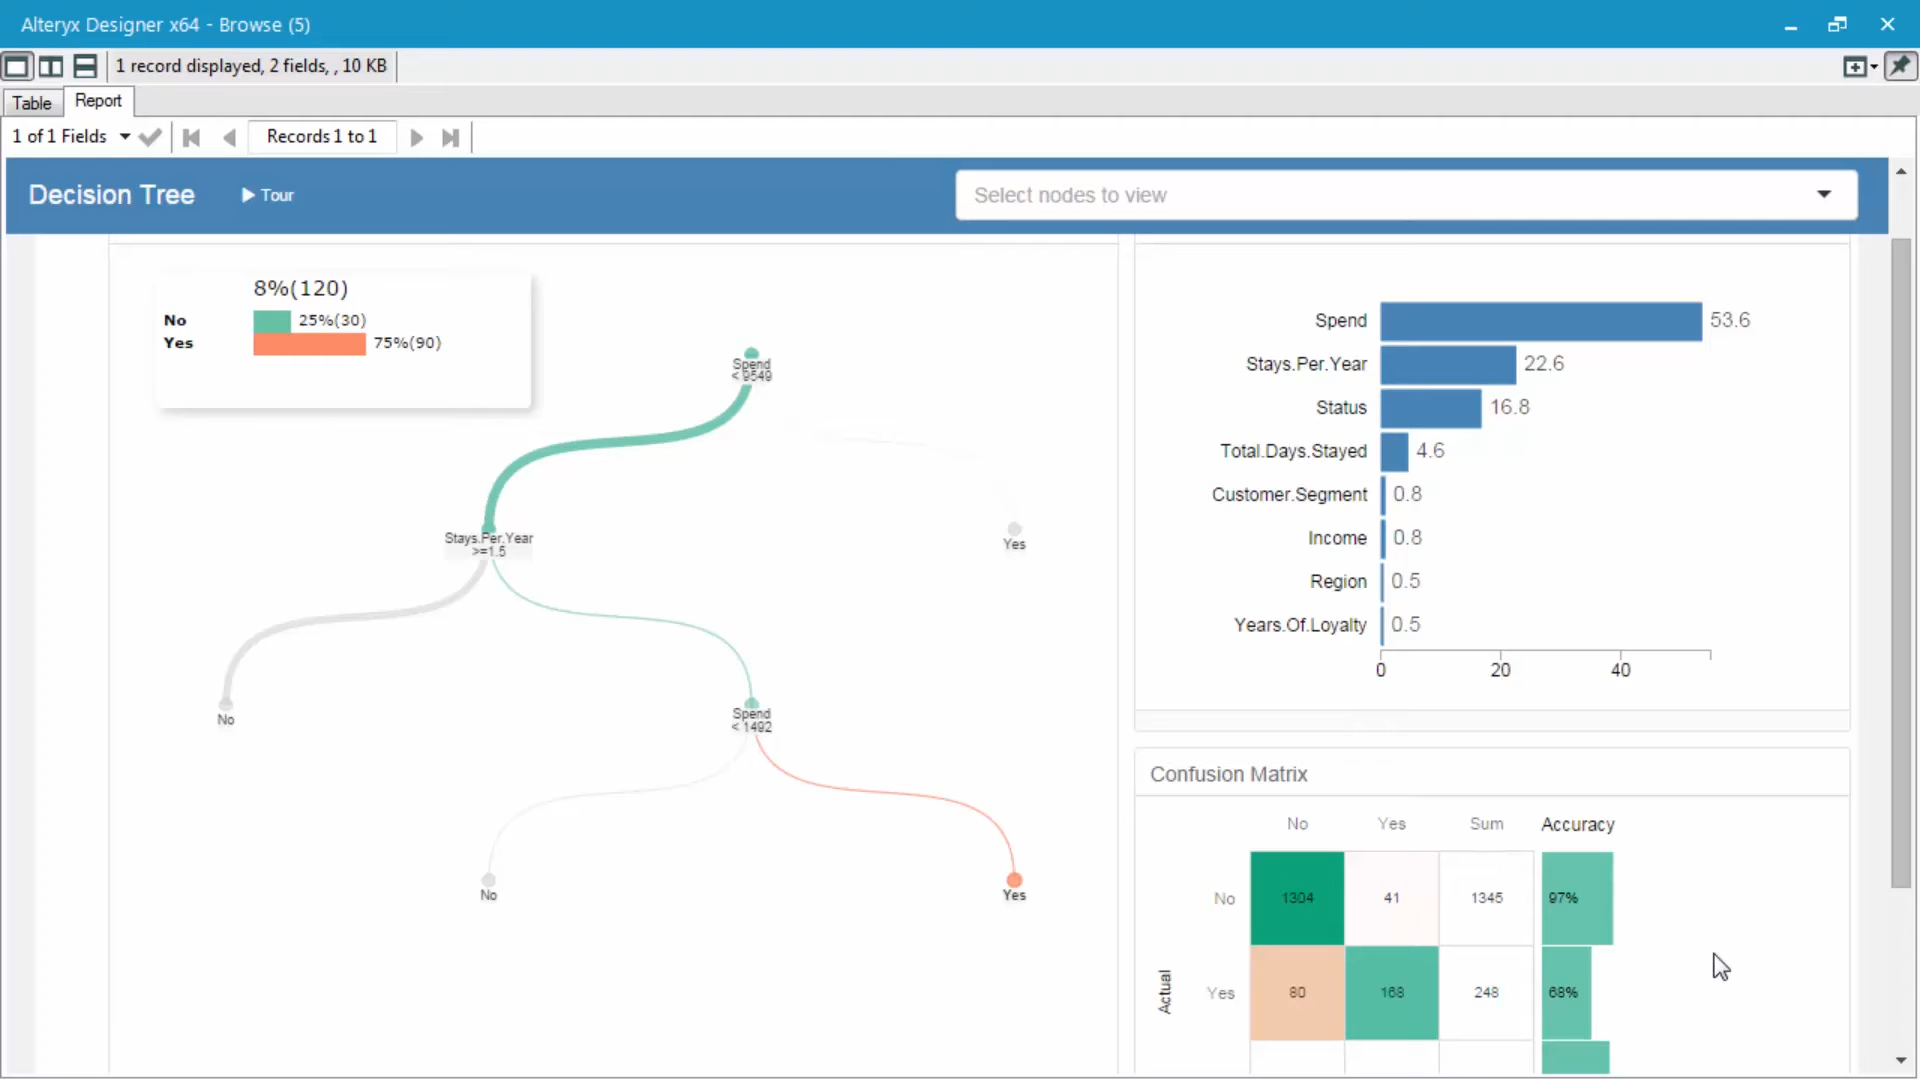 Alteryx Designer x64 - Browse (5)
1 record displayed, 2 fields, , 10 KB
Table
Report
1 of 1 Fields
Records 1 to 1
Decision Tree
Tour
Select nodes to view
8%(120)
No 25%(30)
Yes 75%(90)
Spend
< 9549
Stays.Per.Year
>=1.5
Yes
No
Spend
< 1492
No
Yes
Spend 53.6
Stays.Per.Year 22.6
Status 16.8
Total.Days.Stayed 4.6
Customer.Segment 0.8
Income 0.8
Region 0.5
Years.Of.Loyalty 0.5
0 20 40
Confusion Matrix
No Yes Sum Accuracy
No 1304 41 1345 97%
Actual
Yes 80 168 248 68%